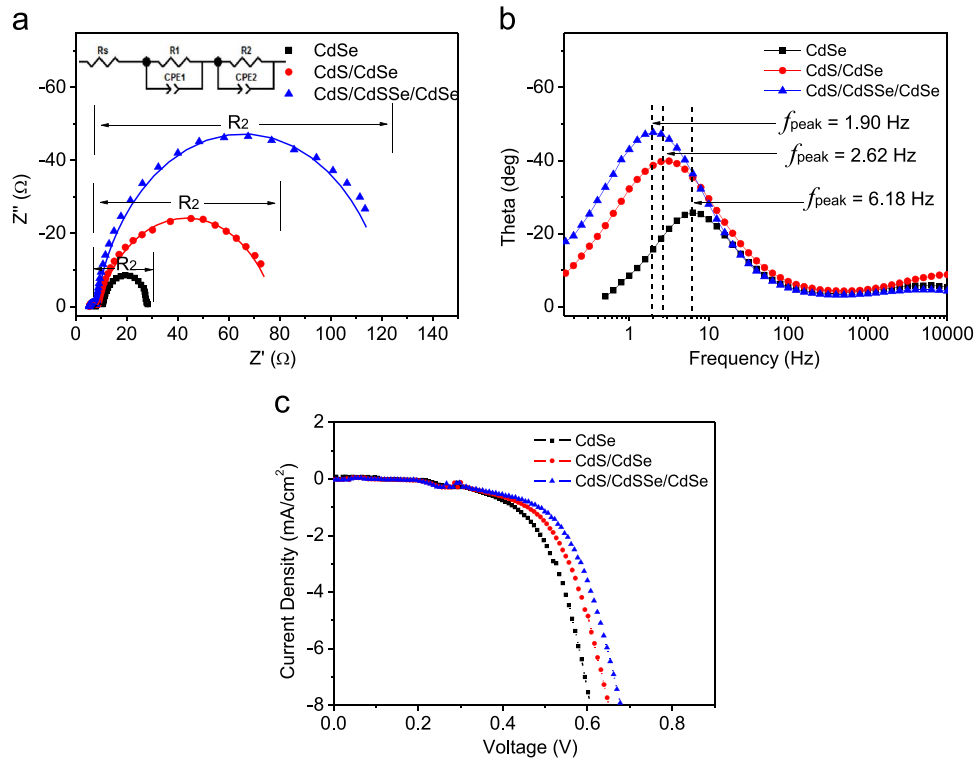 a
Rs
R1
R2
CPE1
CPE2
CdSe
CdS/CdSe
CdS/CdSSe/CdSe
R2
R2
R2
-60
-40
-20
0
Z'' (Ω)
0 20 40 60 80 100 120 140
Z' (Ω)
b
CdSe
CdS/CdSe
CdS/CdSSe/CdSe
fpeak = 1.90 Hz
fpeak = 2.62 Hz
fpeak = 6.18 Hz
-60
-40
-20
0
Theta (deg)
1 10 100 1000 10000
Frequency (Hz)
c
CdSe
CdS/CdSe
CdS/CdSSe/CdSe
2
0
-2
-4
-6
-8
Current Density (mA/cm²)
0.0 0.2 0.4 0.6 0.8
Voltage (V)